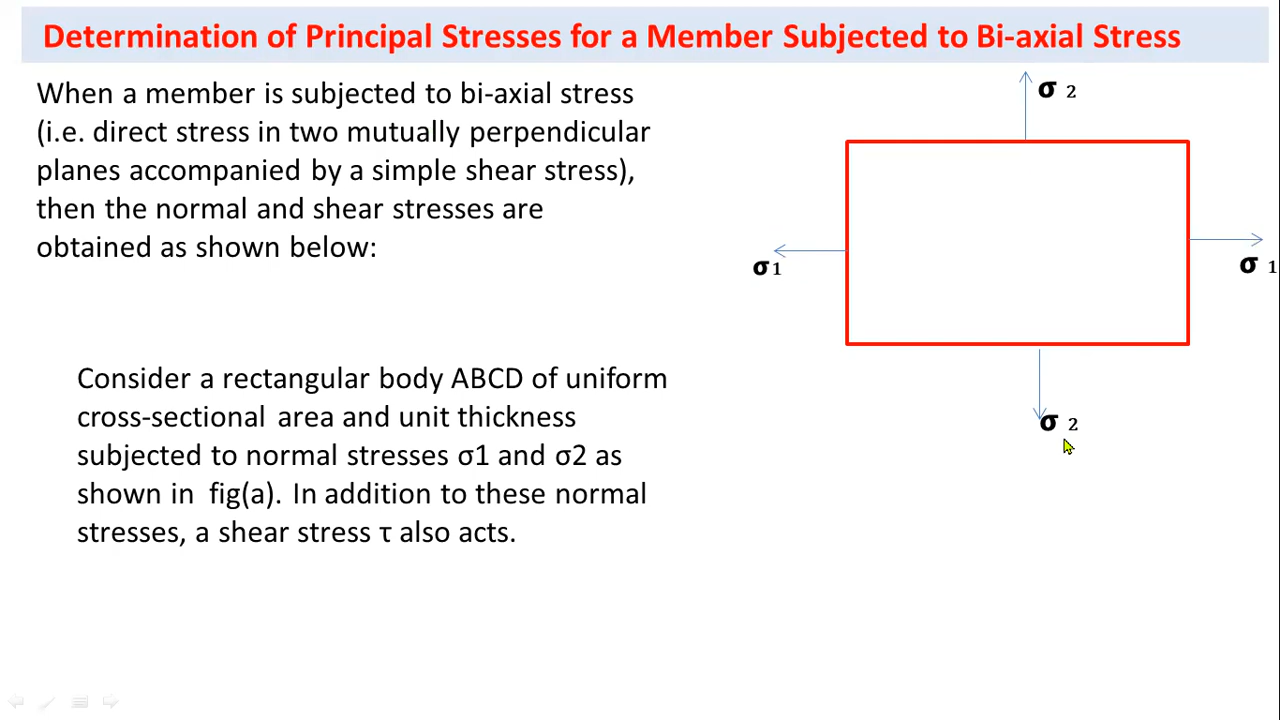 Determination of Principal Stresses for a Member Subjected to Bi-axial Stress
When a member is subjected to bi-axial stress
(i.e. direct stress in two mutually perpendicular
planes accompanied by a simple shear stress),
then the normal and shear stresses are
obtained as shown below:
σ 2
σ1
σ 1
σ 2
Consider a rectangular body ABCD of uniform
cross-sectional area and unit thickness
subjected to normal stresses σ1 and σ2 as
shown in fig(a). In addition to these normal
stresses, a shear stress τ also acts.